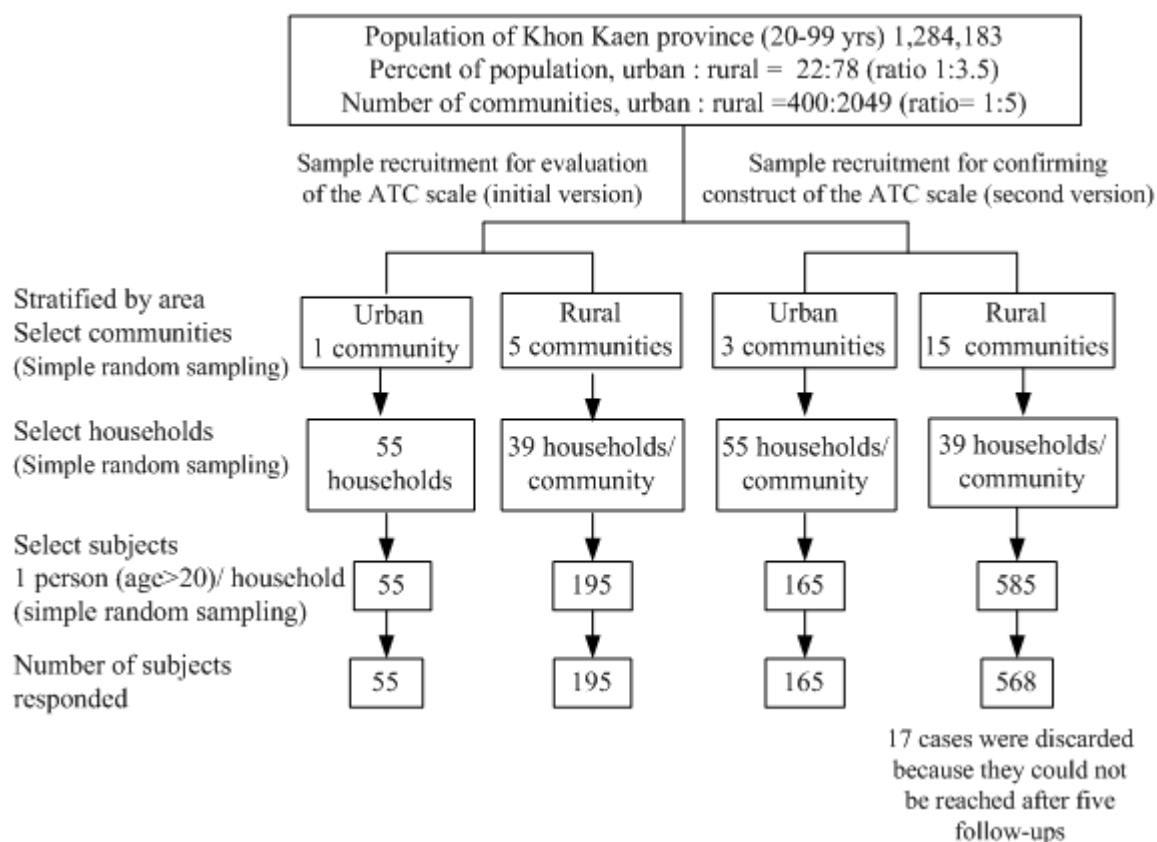 Population of Khon Kaen province (20-99 yrs) 1,284,183
Percent of population, urban : rural = 22:78 (ratio 1:3.5)
Number of communities, urban : rural =400:2049 (ratio= 1:5)
Sample recruitment for evaluation
of the ATC scale (initial version)
Sample recruitment for confirming
construct of the ATC scale (second version)
Stratified by area
Select communities
(Simple random sampling)
Urban
1 community
Rural
5 communities
Urban
3 communities
Rural
15 communities
Select households
(Simple random sampling)
55
households
39 households/
community
55 households/
community
39 households/
community
Select subjects
1 person (age>20)/ household
(simple random sampling)
55
195
165
585
Number of subjects
responded
55
195
165
568
17 cases were discarded
because they could not
be reached after five
follow-ups